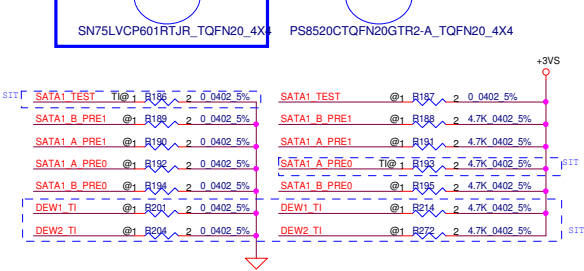 SN75LVCP601RTJR_TQFN20_4X4 PS8520CTQFN20GTR2-A_TQFN20_4X4
+3VS
SIT SATA1_TEST TI@ 1 R186 2 0_0402_5% SATA1_TEST @ 1 R187 2 0_0402_5%
SATA1_B_PRE1 @ 1 R189 2 0_0402_5% SATA1_B_PRE1 @ 1 R188 2 4.7K_0402_5%
SATA1_A_PRE1 @ 1 R190 2 0_0402_5% SATA1_A_PRE1 @ 1 R191 2 4.7K_0402_5%
SATA1_A_PRE0 @ 1 R192 2 0_0402_5% SATA1_A_PRE0 TI@ 1 R193 2 4.7K_0402_5% SIT
SATA1_B_PRE0 @ 1 R194 2 0_0402_5% SATA1_B_PRE0 @ 1 R195 2 4.7K_0402_5%
DEW1_TI @ 1 R201 2 0_0402_5% DEW1_TI @ 1 R214 2 4.7K_0402_5%
DEW2_TI @ 1 R204 2 0_0402_5% DEW2_TI @ 1 R272 2 4.7K_0402_5% SIT